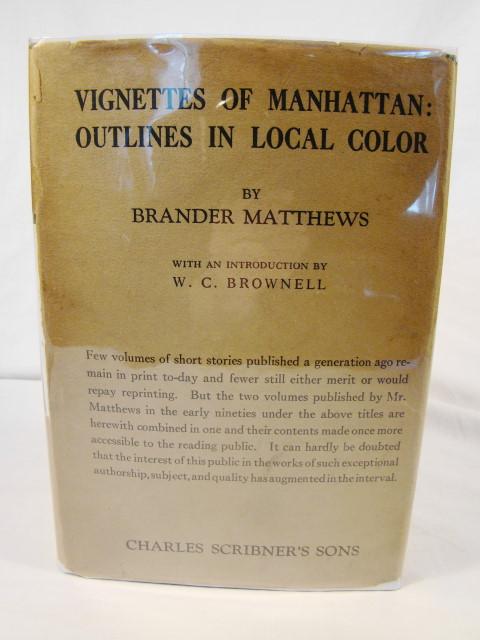 VIGNETTES OF MANHATTAN:
OUTLINES IN LOCAL COLOR
BY
BRANDER MATTHEWS
WITH AN INTRODUCTION BY
W. C. BROWNELL
Few volumes of short stories published a generation ago re-
main in print to-day and fewer still either merit or would
repay reprinting. But the two volumes published by Mr.
Matthews in the early nineties under the above titles are
herewith combined in one and their contents made once more
accessible to the reading public. It can hardly be doubted
that the interest of this public in the works of such exceptional
authorship, subject, and quality has augmented in the interval.
CHARLES SCRIBNER'S SONS